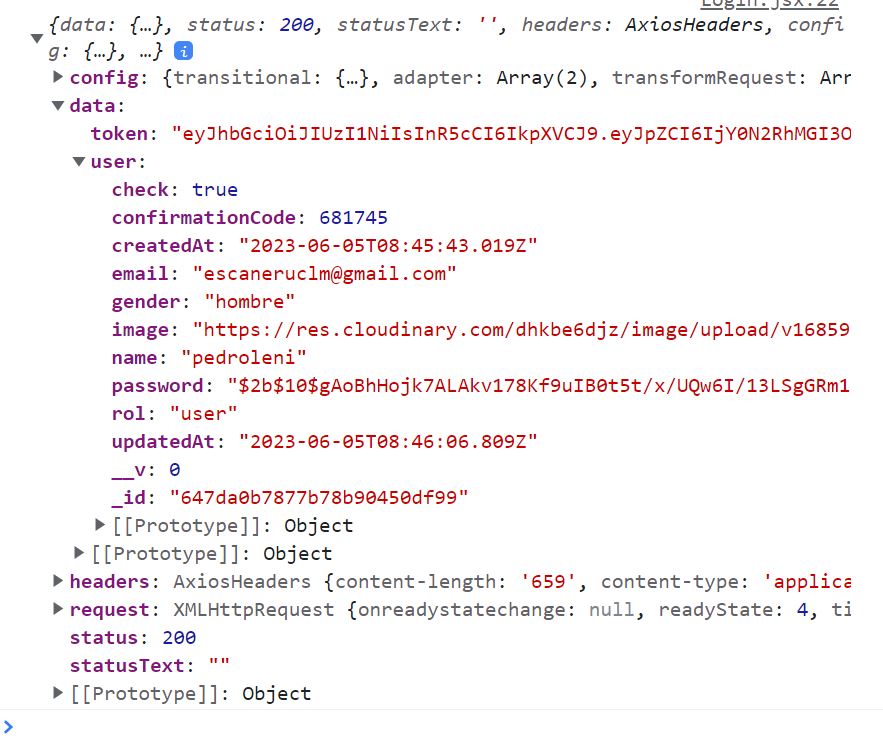 Login.jsx:22
{data: {…}, status: 200, statusText: '', headers: AxiosHeaders, confi
g: {…}, …}
config: {transitional: {…}, adapter: Array(2), transformRequest: Arr
data:
token: "eyJhbGciOiJIUzI1NiIsInR5cCI6IkpXVCJ9.eyJpZCI6IjY0N2RhMGI3O
user:
check: true
confirmationCode: 681745
createdAt: "2023-06-05T08:45:43.019Z"
email: "escaneruclm@gmail.com"
gender: "hombre"
image: "https://res.cloudinary.com/dhkbe6djz/image/upload/v16859
name: "pedroleni"
password: "$2b$10$gAoBhHojk7ALAkv178Kf9uIB0t5t/x/UQw6I/13LSgGRm1
rol: "user"
updatedAt: "2023-06-05T08:46:06.809Z"
__v: 0
_id: "647da0b7877b78b90450df99"
[[Prototype]]: Object
[[Prototype]]: Object
headers: AxiosHeaders {content-length: '659', content-type: 'applica
request: XMLHttpRequest {onreadystatechange: null, readyState: 4, ti
status: 200
statusText: ""
[[Prototype]]: Object